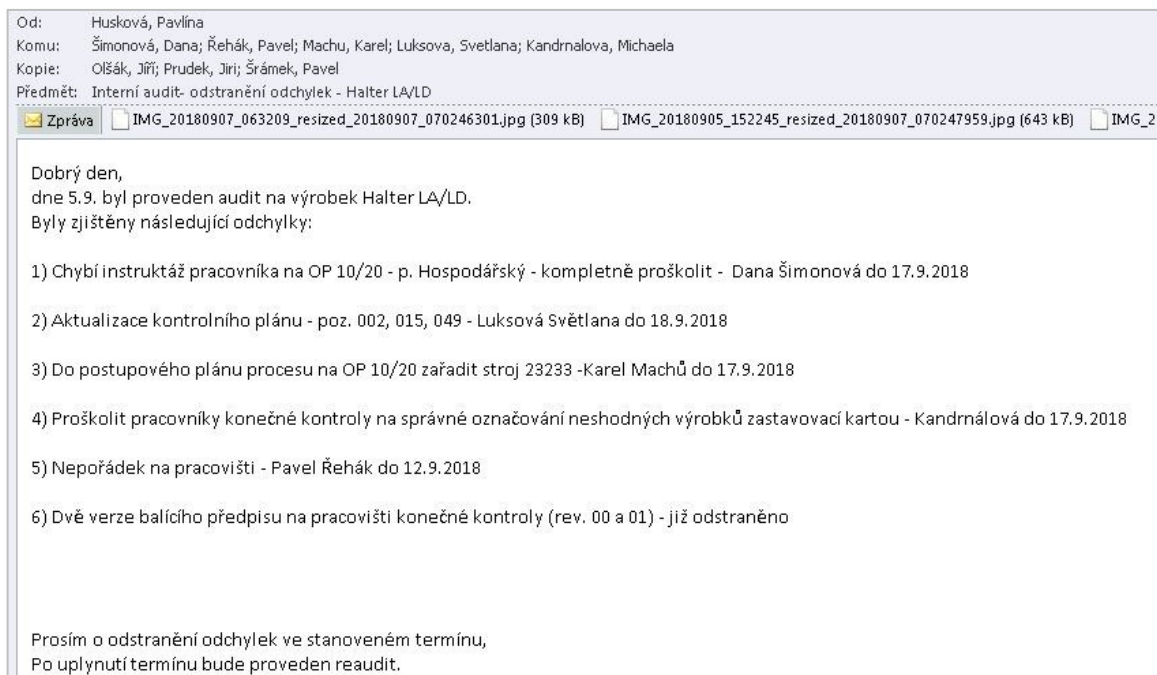 Od: Husková, Pavlína
Komu: Šimonová, Dana; Řehák, Pavel; Machu, Karel; Luksova, Svetlana; Kandrnalova, Michaela
Kopie: Olšák, Jiří; Prudek, Jiri; Šrámek, Pavel
Předmět: Interní audit- odstranění odchylek - Halter LA/LD
Zpráva IMG_20180907_063209_resized_20180907_070246301.jpg (309 kB) IMG_20180905_152245_resized_20180907_070247959.jpg (643 kB) IMG_2
Dobrý den,
dne 5.9. byl proveden audit na výrobek Halter LA/LD.
Byly zjištěny následující odchylky:
1) Chybí instruktáž pracovníka na OP 10/20 - p. Hospodářský - kompletně proškolit - Dana Šimonová do 17.9.2018
2) Aktualizace kontrolního plánu - poz. 002, 015, 049 - Luksová Světlana do 18.9.2018
3) Do postupového plánu procesu na OP 10/20 zařadit stroj 23233 -Karel Machů do 17.9.2018
4) Proškolit pracovníky konečné kontroly na správné označování neshodných výrobků zastavovací kartou - Kandrnálová do 17.9.2018
5) Nepořádek na pracovišti - Pavel Řehák do 12.9.2018
6) Dvě verze balícího předpisu na pracovišti konečné kontroly (rev. 00 a 01) - již odstraněno
Prosím o odstranění odchylek ve stanoveném termínu,
Po uplynutí termínu bude proveden reaudit.